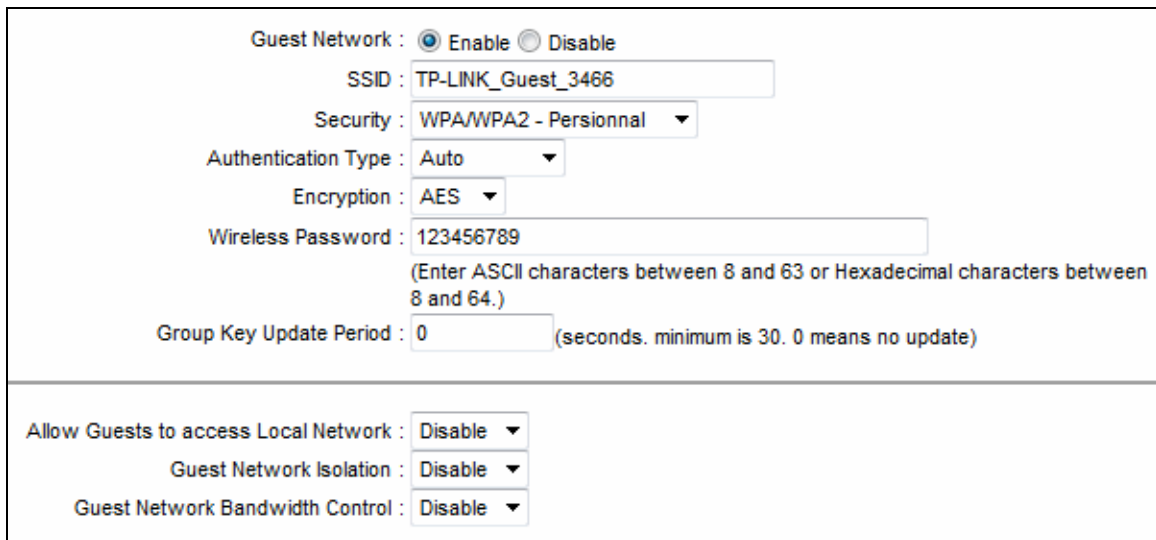 Guest Network : Enable Disable
SSID : TP-LINK_Guest_3466
Security : WPA/WPA2 - Persionnal
Authentication Type : Auto
Encryption : AES
Wireless Password : 123456789
(Enter ASCII characters between 8 and 63 or Hexadecimal characters between
8 and 64.)
Group Key Update Period : 0 (seconds. minimum is 30. 0 means no update)
Allow Guests to access Local Network : Disable
Guest Network Isolation : Disable
Guest Network Bandwidth Control : Disable